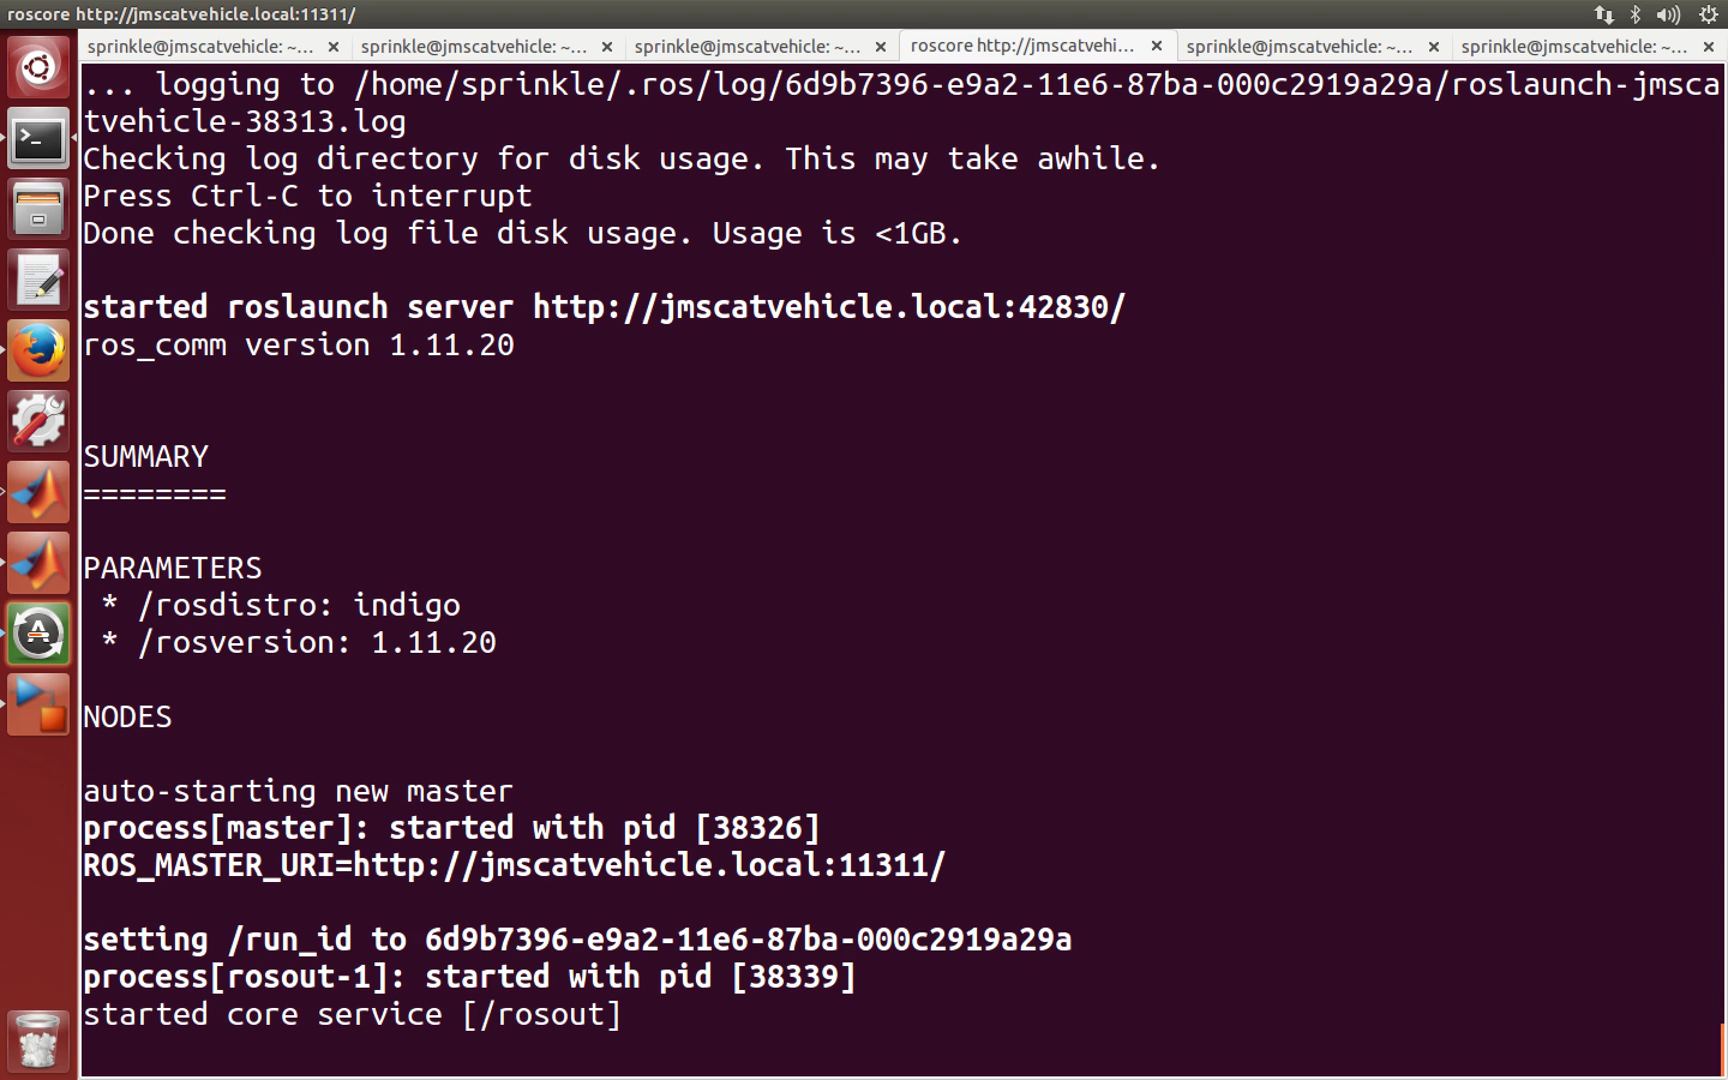 roscore http://jmscatvehicle.local:11311/
sprinkle@jmscatvehicle: ~... sprinkle@jmscatvehicle: ~... sprinkle@jmscatvehicle: ~... roscore http://jmscatvehi... sprinkle@jmscatvehicle: ~... sprinkle@jmscatvehicle: ~...
... logging to /home/sprinkle/.ros/log/6d9b7396-e9a2-11e6-87ba-000c2919a29a/roslaunch-jmsca
tvehicle-38313.log
Checking log directory for disk usage. This may take awhile.
Press Ctrl-C to interrupt
Done checking log file disk usage. Usage is <1GB.
started roslaunch server http://jmscatvehicle.local:42830/
ros_comm version 1.11.20
SUMMARY
========
PARAMETERS
 * /rosdistro: indigo
 * /rosversion: 1.11.20
NODES
auto-starting new master
process[master]: started with pid [38326]
ROS_MASTER_URI=http://jmscatvehicle.local:11311/
setting /run_id to 6d9b7396-e9a2-11e6-87ba-000c2919a29a
process[rosout-1]: started with pid [38339]
started core service [/rosout]